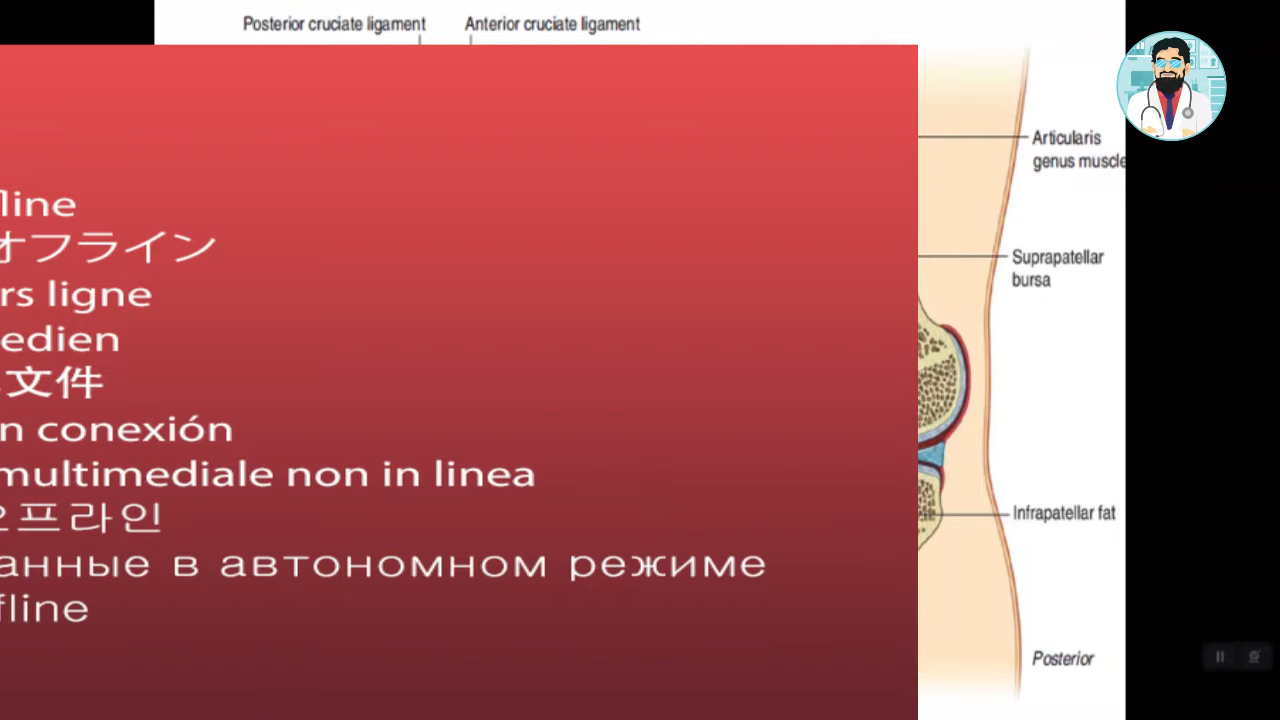 Posterior cruciate ligament
Anterior cruciate ligament
Articularis
genus muscle
line
オフライン
Suprapatellar
bursa
rs ligne
edien
文件
n conexión
multimediale non in linea
프라인
Infrapatellar fat
анные в автономном режиме
fline
Posterior